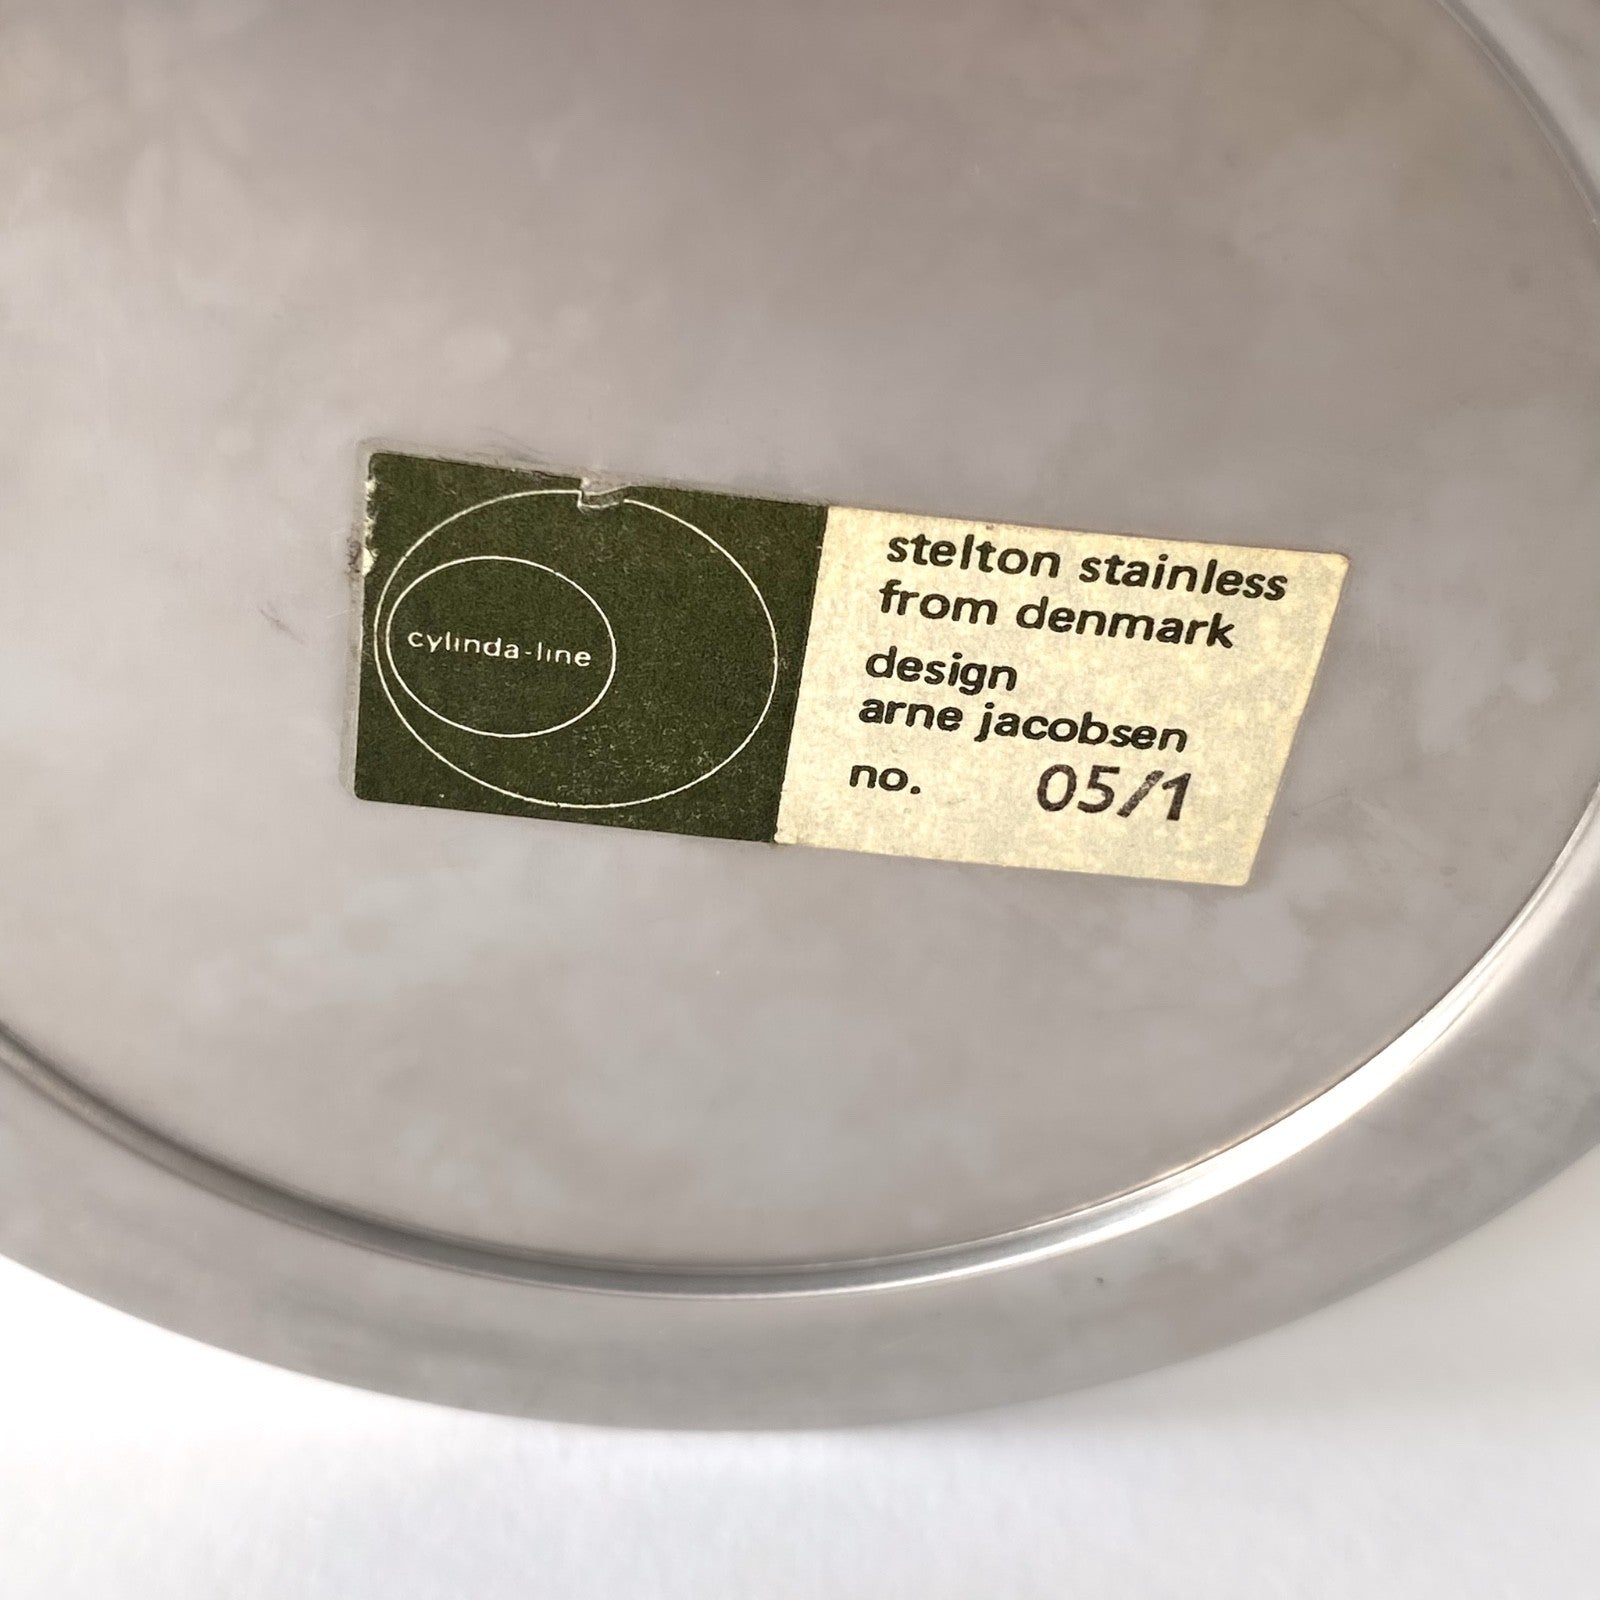 cylinda-line
stelton stainless
from denmark
design
arne jacobsen
no. 05/1